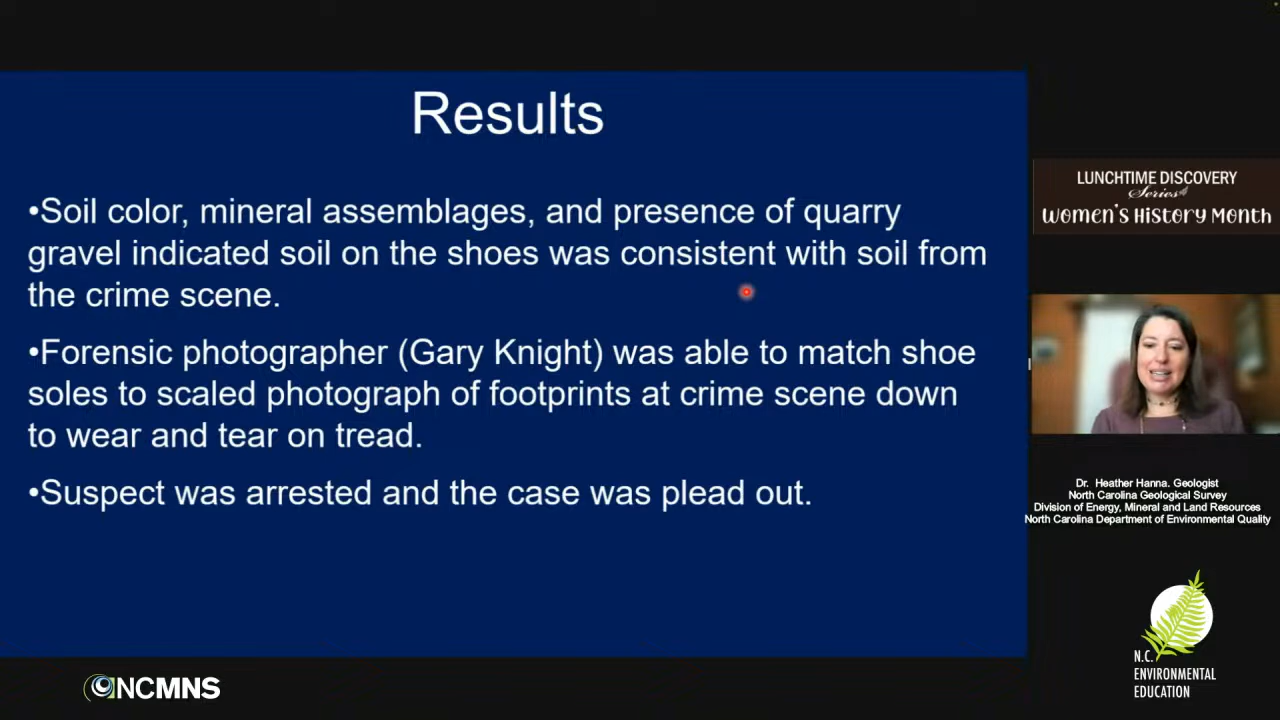 Results
•Soil color, mineral assemblages, and presence of quarry
gravel indicated soil on the shoes was consistent with soil from
the crime scene.
•Forensic photographer (Gary Knight) was able to match shoe
soles to scaled photograph of footprints at crime scene down
to wear and tear on tread.
•Suspect was arrested and the case was plead out.
LUNCHTIME DISCOVERY
Series
Women's History Month
Dr. Heather Hanna. Geologist
North Carolina Geological Survey
Division of Energy, Mineral and Land Resources
North Carolina Department of Environmental Quality
NCMNS
N.C.
ENVIRONMENTAL
EDUCATION